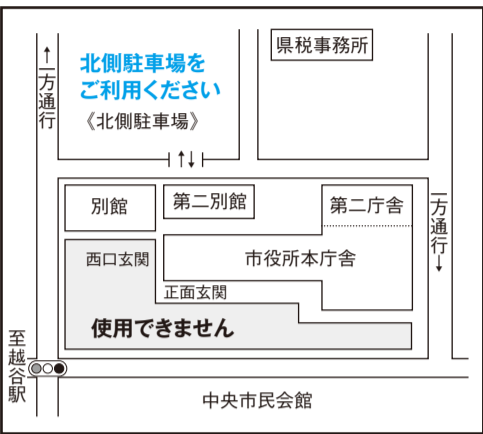 県税事務所
↑一方通行
北側駐車場を
ご利用ください
《北側駐車場》
↑↓
別館
第二別館
第二庁舎
一方通行↓
西口玄関
市役所本庁舎
正面玄関
使用できません
至越谷駅
中央市民会館